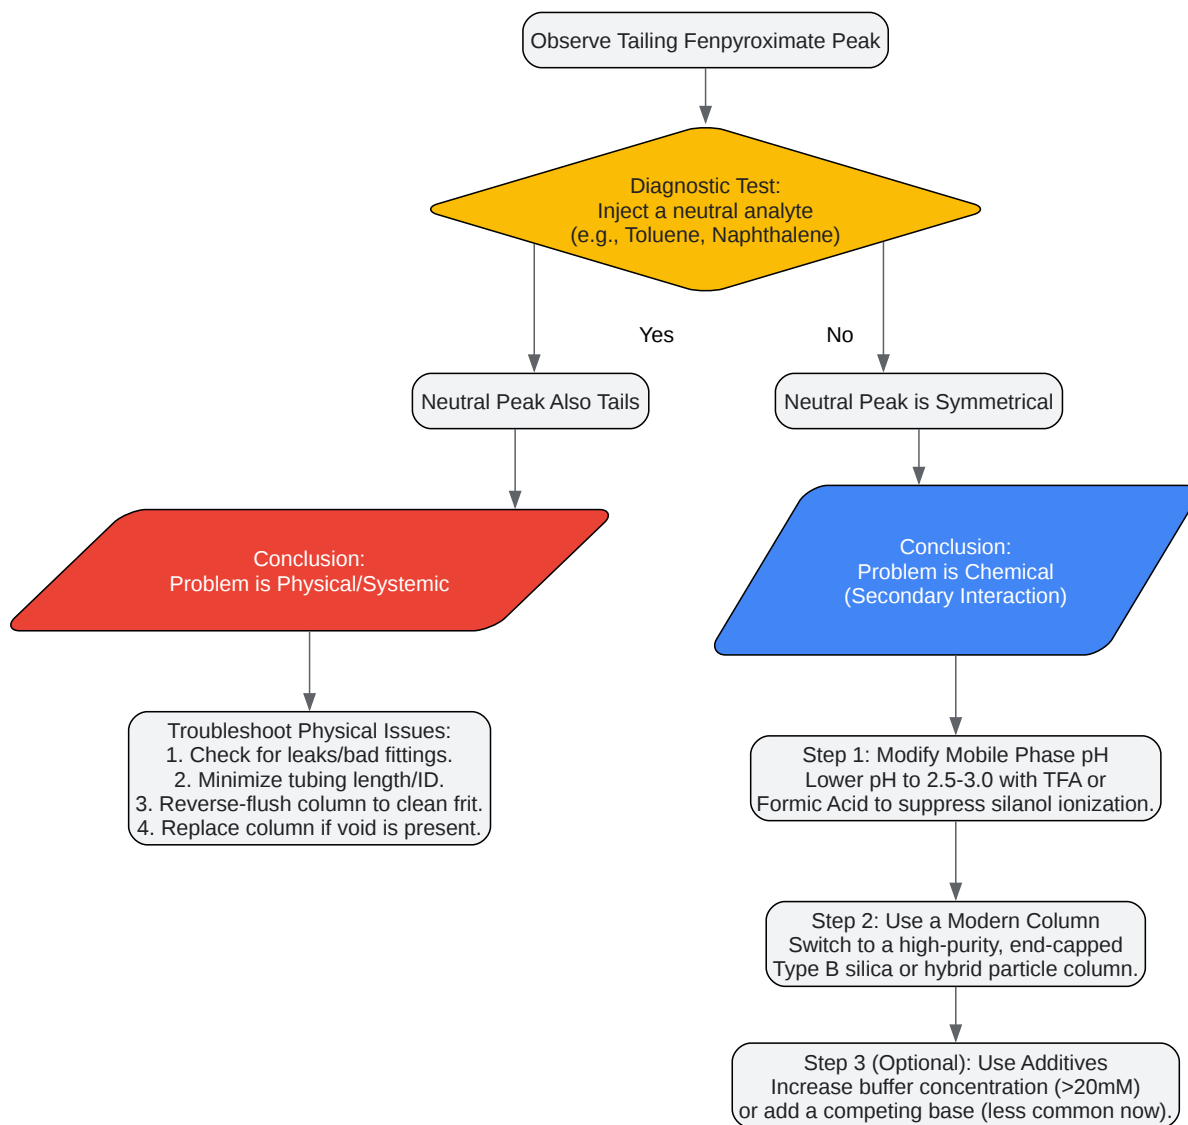 Observe Tailing Fenpyroximate Peak
Diagnostic Test:
Inject a neutral analyte
(e.g., Toluene, Naphthalene)
Yes
No
Neutral Peak Also Tails
Neutral Peak is Symmetrical
Conclusion:
Problem is Physical/Systemic
Conclusion:
Problem is Chemical
(Secondary Interaction)
Troubleshoot Physical Issues:
1. Check for leaks/bad fittings.
2. Minimize tubing length/ID.
3. Reverse-flush column to clean frit.
4. Replace column if void is present.
Step 1: Modify Mobile Phase pH
Lower pH to 2.5-3.0 with TFA or
Formic Acid to suppress silanol ionization.
Step 2: Use a Modern Column
Switch to a high-purity, end-capped
Type B silica or hybrid particle column.
Step 3 (Optional): Use Additives
Increase buffer concentration (>20mM)
or add a competing base (less common now).